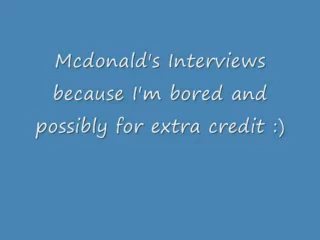 Mcdonald's Interviews
because I'm bored and
possibly for extra credit :)